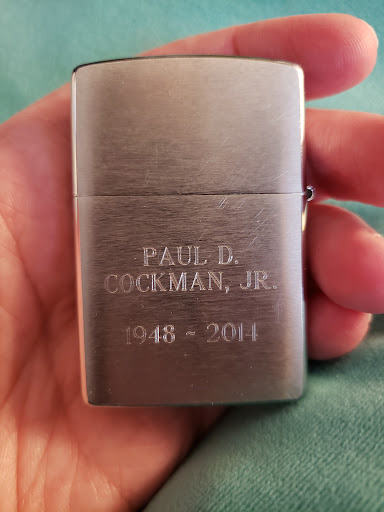 PAUL D.
COCKMAN, JR.
1948 ~ 2014